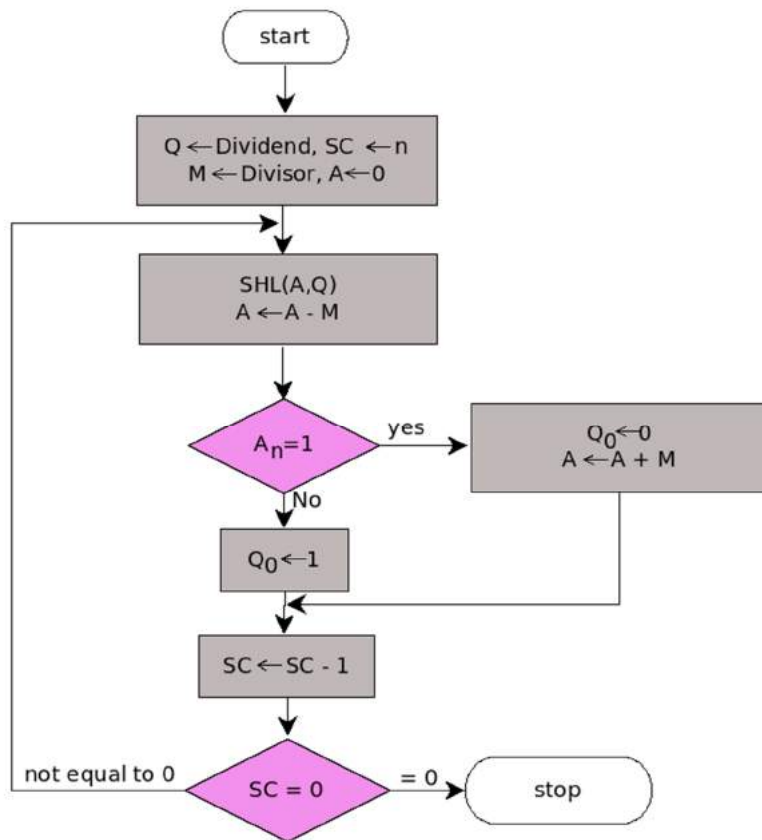 start
Q ←Dividend, SC ←n
M ←Divisor, A←0
SHL(A,Q)
A ←A - M
Aₙ=1
yes
Q₀←0
A ←A + M
No
Q₀←1
SC ←SC - 1
not equal to 0
SC = 0
= 0
stop